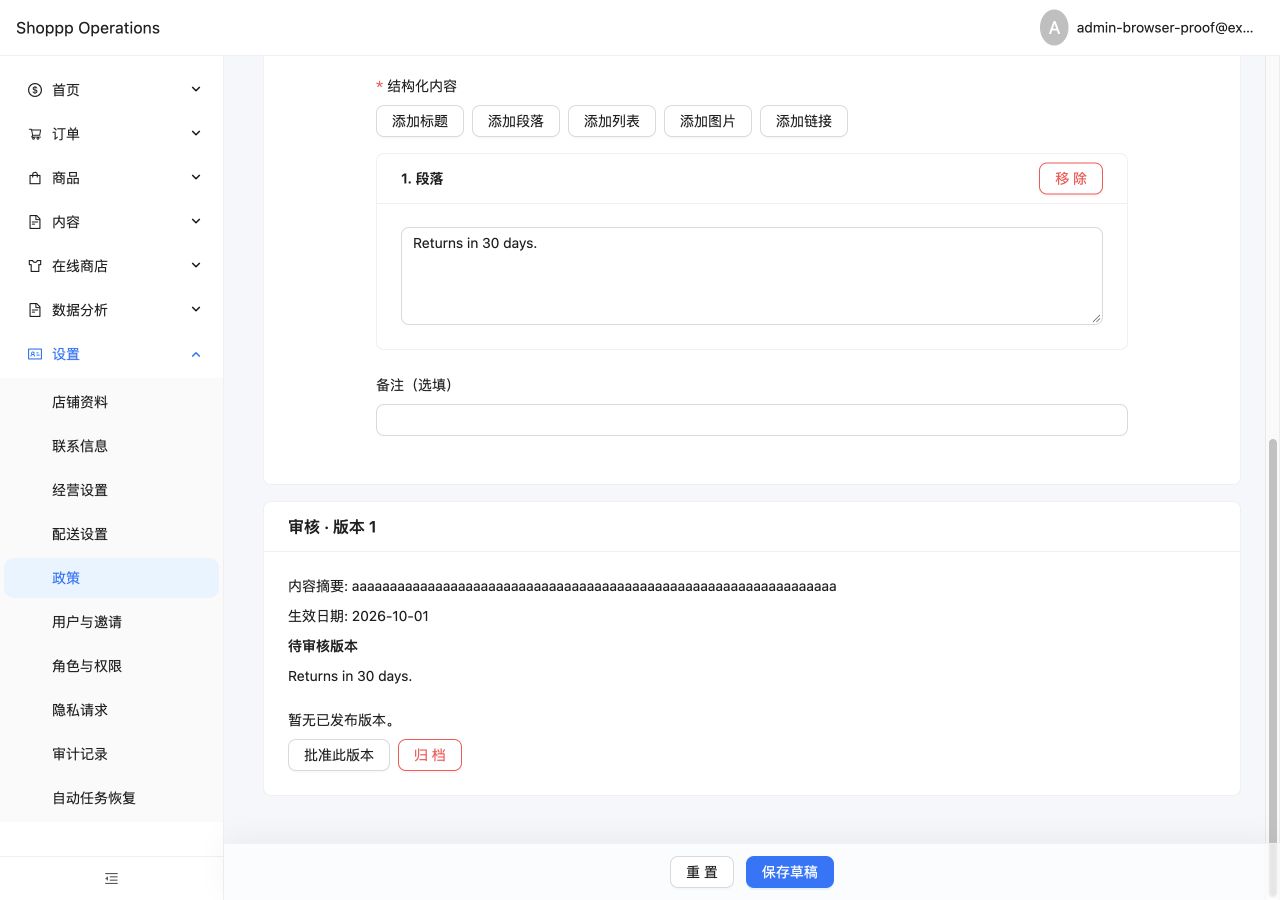 Shoppp Operations
A
admin-browser-proof@ex...
首页
订单
商品
内容
在线商店
数据分析
设置
店铺资料
联系信息
经营设置
配送设置
政策
用户与邀请
角色与权限
隐私请求
审计记录
自动任务恢复
* 结构化内容
添加标题
添加段落
添加列表
添加图片
添加链接
1. 段落
移 除
Returns in 30 days.
备注（选填）
审核 · 版本 1
内容摘要: aaaaaaaaaaaaaaaaaaaaaaaaaaaaaaaaaaaaaaaaaaaaaaaaaaaaaaaaaaaaaaaa
生效日期: 2026-10-01
待审核版本
Returns in 30 days.
暂无已发布版本。
批准此版本
归 档
重 置
保存草稿